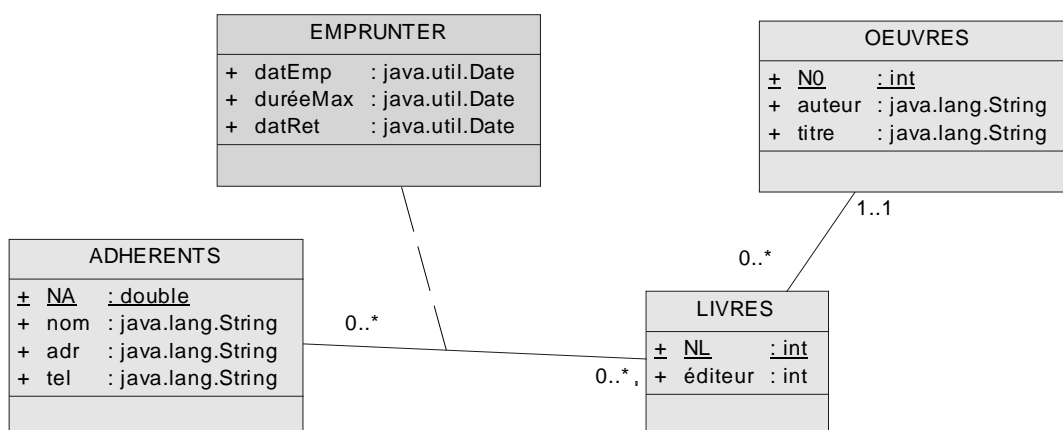 EMPRUNTER
+ datEmp : java.util.Date
+ duréeMax : java.util.Date
+ datRet : java.util.Date
OEUVRES
+ N0 : int
+ auteur : java.lang.String
+ titre : java.lang.String
1..1
0..*
ADHERENTS
+ NA : double
+ nom : java.lang.String
+ adr : java.lang.String
+ tel : java.lang.String
0..*
0..*
LIVRES
+ NL : int
+ éditeur : int